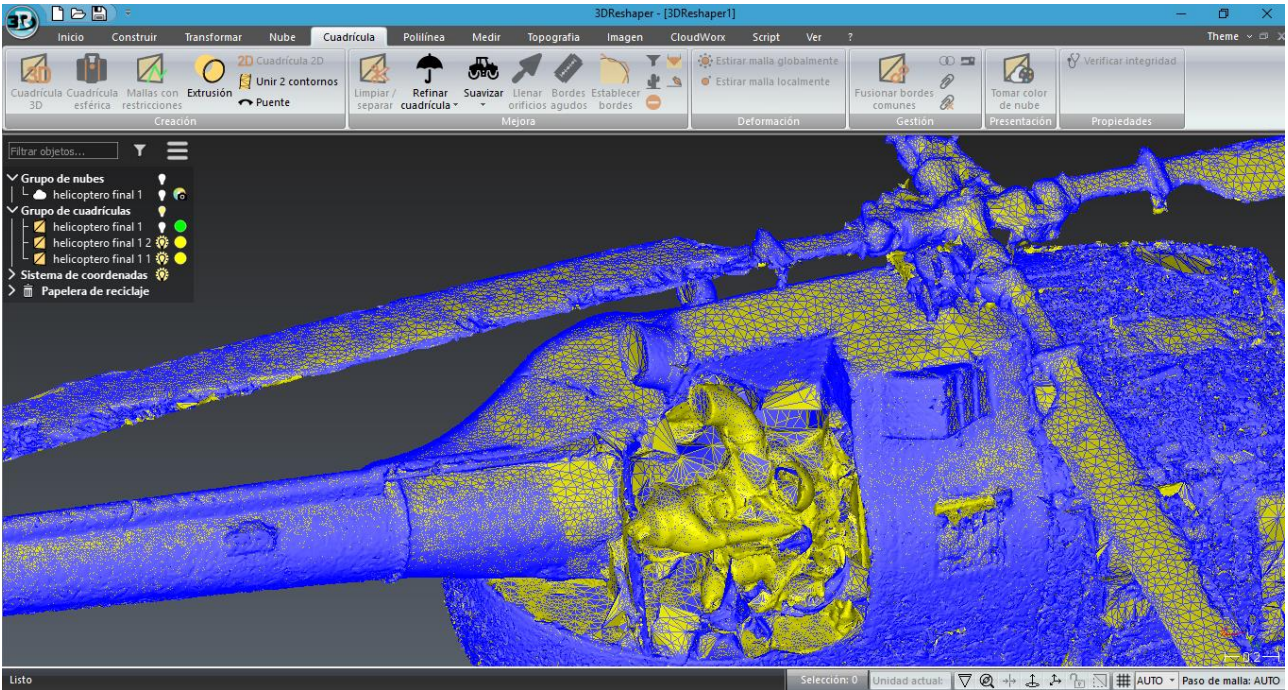 3DReshaper - [3DReshaper1]
3R
Inicio Construir Transformar Nube Cuadrícula Polilínea Medir Topografia Imagen CloudWorx Script Ver ? Theme
Cuadrícula 3D
Cuadrícula esférica
Mallas con restricciones
Extrusión
2D Cuadrícula 2D
Unir 2 contornos
Puente
Limpiar / separar
Refinar cuadrícula
Suavizar
Llenar orificios
Bordes agudos
Establecer bordes
Estirar malla globalmente
Estirar malla localmente
Fusionar bordes comunes
Tomar color de nube
Verificar integridad
Creación Mejora Deformación Gestión Presentación Propiedades
Filtrar objetos...
Grupo de nubes
helicoptero final 1
Grupo de cuadrículas
helicoptero final 1
helicoptero final 1 2
helicoptero final 1 1
Sistema de coordenadas
Papelera de reciclaje
0.2
Listo Selección: 0 Unidad actual: AUTO Paso de malla: AUTO